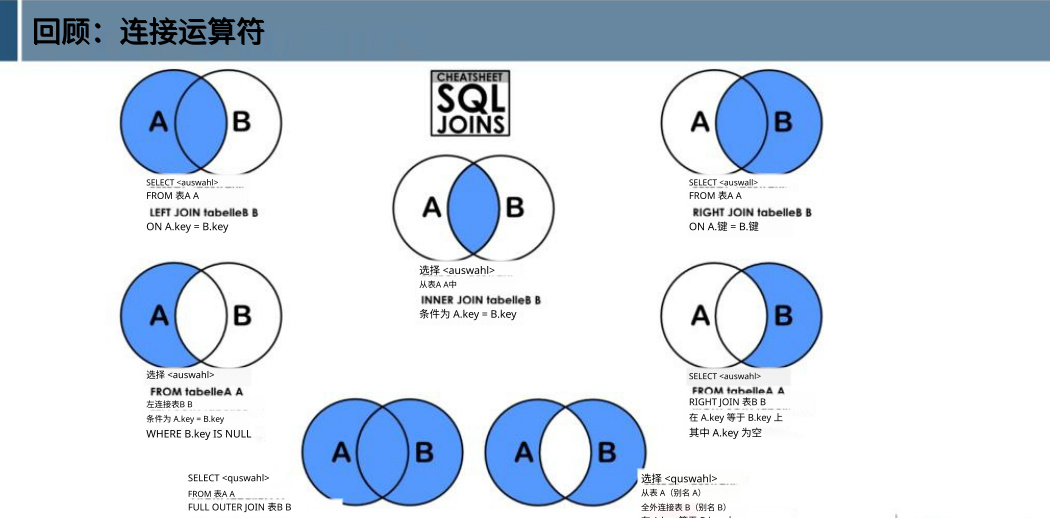 回顾：连接运算符
A B
SELECT <auswahl>
FROM 表A A
LEFT JOIN tabelleB B
ON A.key = B.key
CHEATSHEET
SQL
JOINS
A B
选择 <auswahl>
从表A A中
INNER JOIN tabelleB B
条件为 A.key = B.key
A B
SELECT <auswall>
FROM 表A A
RIGHT JOIN tabelleB B
ON A.键 = B.键
A B
选择 <auswahl>
FROM tabelleA A
左连接表B B
条件为 A.key = B.key
WHERE B.key IS NULL
A B
SELECT <auswahl>
FROM tabelleA A
RIGHT JOIN 表B B
在 A.key 等于 B.key 上
其中 A.key 为空
A B
SELECT <quswahl>
FROM 表A A
FULL OUTER JOIN 表B B
A B
选择 <quswahl>
从表 A（别名 A）
全外连接表 B（别名 B）